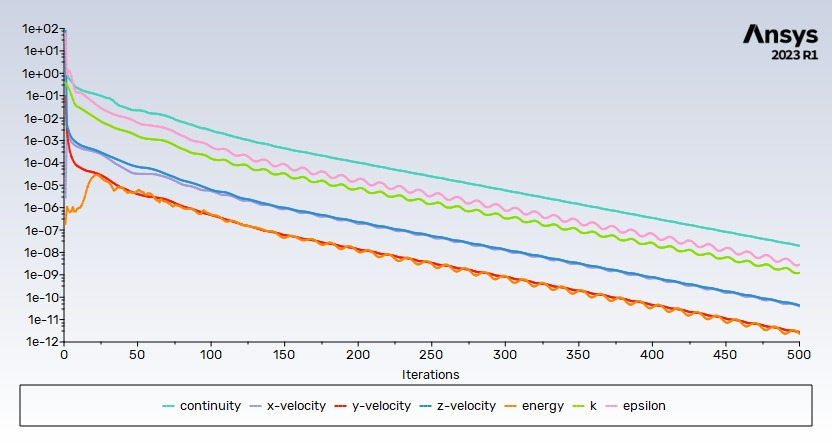 Ansys
2023 R1
1e+02
1e+01
1e+00
1e-01
1e-02
1e-03
1e-04
1e-05
1e-06
1e-07
1e-08
1e-09
1e-10
1e-11
1e-12
0 50 100 150 200 250 300 350 400 450 500
Iterations
continuity x-velocity y-velocity z-velocity energy k epsilon